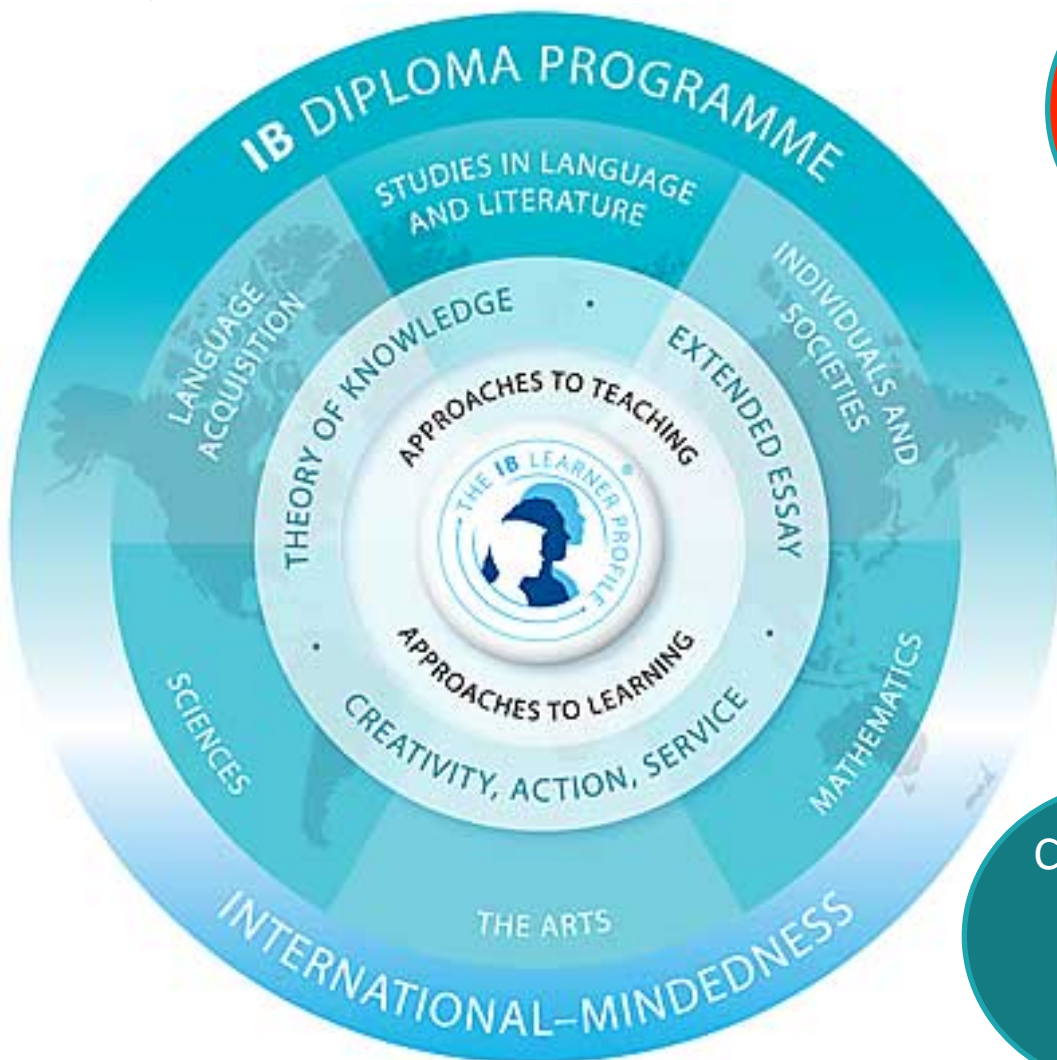 IB DIPLOMA PROGRAMME
STUDIES IN LANGUAGE
AND LITERATURE
LANGUAGE
ACQUISITION
INDIVIDUALS AND
SOCIETIES
THEORY OF KNOWLEDGE
EXTENDED ESSAY
APPROACHES TO TEACHING
THE IB LEARNER PROFILE
®
APPROACHES TO LEARNING
CREATIVITY, ACTION, SERVICE
SCIENCES
MATHEMATICS
THE ARTS
INTERNATIONAL–MINDEDNESS